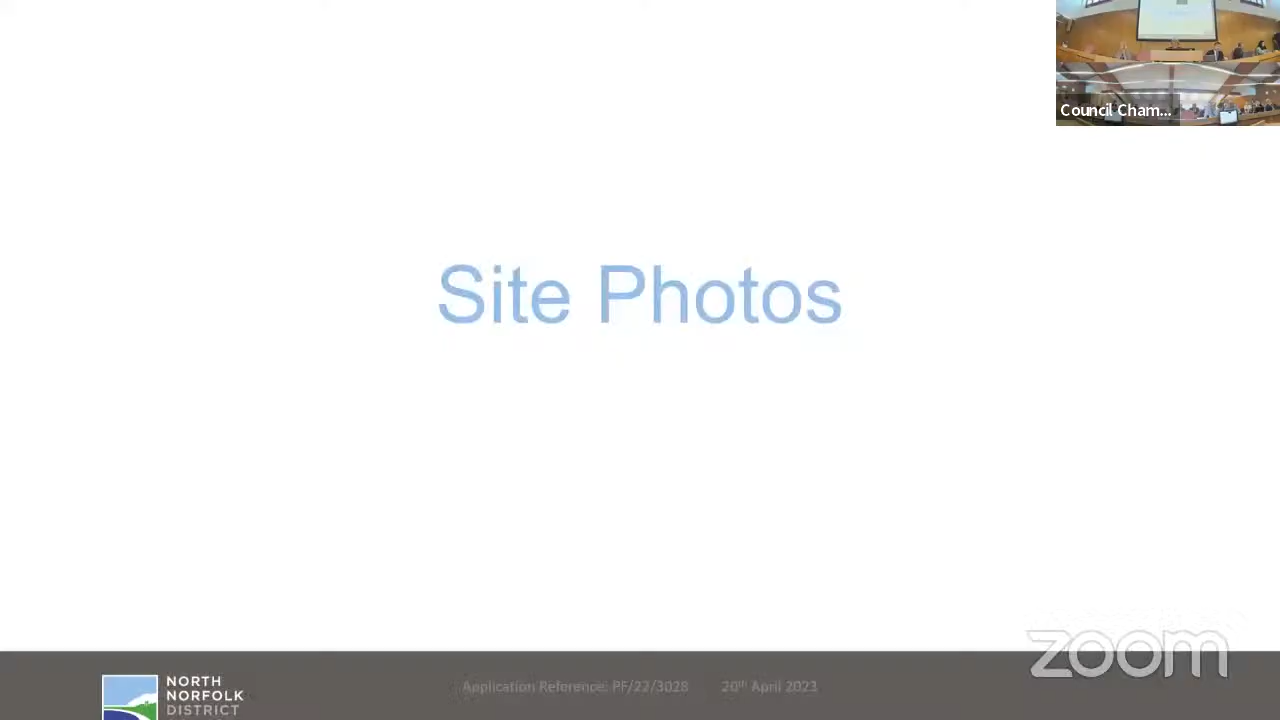 Council Cham...
Site Photos
zoom
NORTH
NORFOLK
DISTRICT
Application Reference: PF/22/3028 20th April 2023